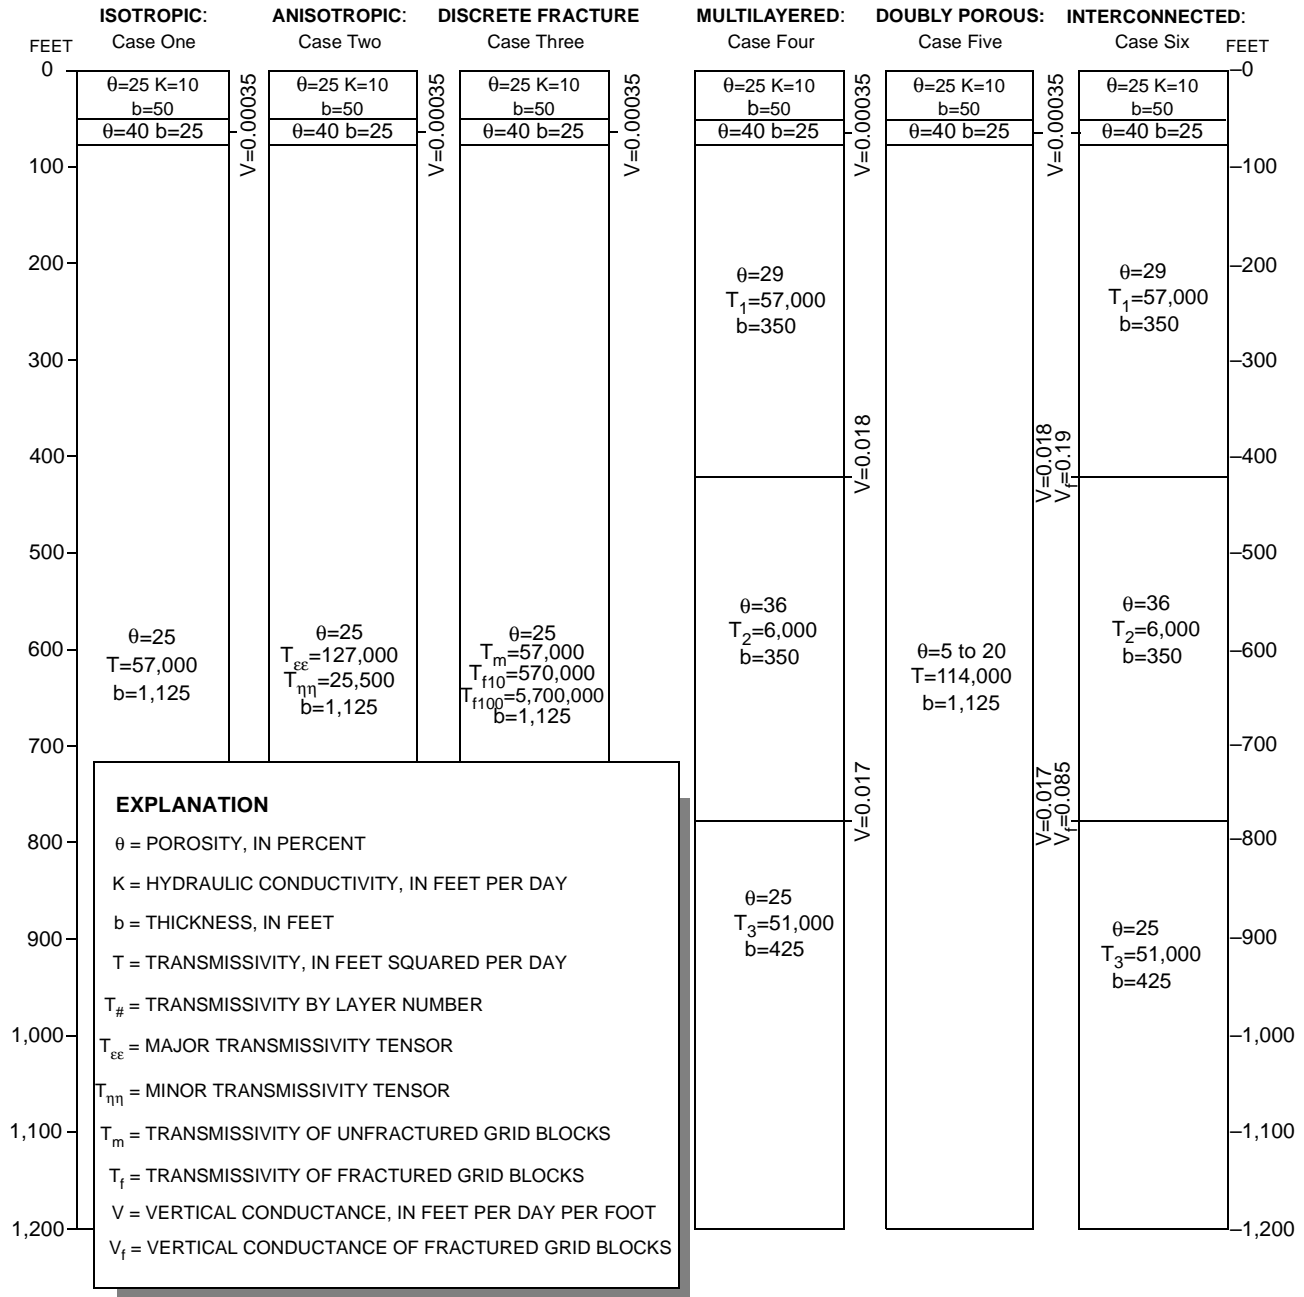 ISOTROPIC:
Case One
ANISOTROPIC:
Case Two
DISCRETE FRACTURE
Case Three
MULTILAYERED:
Case Four
DOUBLY POROUS:
Case Five
INTERCONNECTED:
Case Six
FEET
0
100
200
300
400
500
600
700
800
900
1,000
1,100
1,200
θ=25 K=10
b=50
θ=40 b=25
V=0.00035
θ=25
T=57,000
b=1,125
θ=25 K=10
b=50
θ=40 b=25
V=0.00035
θ=25
Tεε=127,000
Tηη=25,500
b=1,125
θ=25 K=10
b=50
θ=40 b=25
V=0.00035
θ=25
Tm=57,000
Tf10=570,000
Tf100=5,700,000
b=1,125
θ=25 K=10
b=50
θ=40 b=25
V=0.00035
θ=29
T1=57,000
b=350
V=0.018
θ=36
T2=6,000
b=350
V=0.017
θ=25
T3=51,000
b=425
θ=25 K=10
b=50
θ=40 b=25
V=0.00035
θ=5 to 20
T=114,000
b=1,125
θ=25 K=10
b=50
θ=40 b=25
θ=29
T1=57,000
b=350
V=0.018
Vf=0.19
θ=36
T2=6,000
b=350
V=0.017
Vf=0.085
θ=25
T3=51,000
b=425
FEET
–0
–100
–200
–300
–400
–500
–600
–700
–800
–900
–1,000
–1,100
–1,200
EXPLANATION
θ = POROSITY, IN PERCENT
K = HYDRAULIC CONDUCTIVITY, IN FEET PER DAY
b = THICKNESS, IN FEET
T = TRANSMISSIVITY, IN FEET SQUARED PER DAY
T# = TRANSMISSIVITY BY LAYER NUMBER
Tεε = MAJOR TRANSMISSIVITY TENSOR
Tηη = MINOR TRANSMISSIVITY TENSOR
Tm = TRANSMISSIVITY OF UNFRACTURED GRID BLOCKS
Tf = TRANSMISSIVITY OF FRACTURED GRID BLOCKS
V = VERTICAL CONDUCTANCE, IN FEET PER DAY PER FOOT
Vf = VERTICAL CONDUCTANCE OF FRACTURED GRID BLOCKS